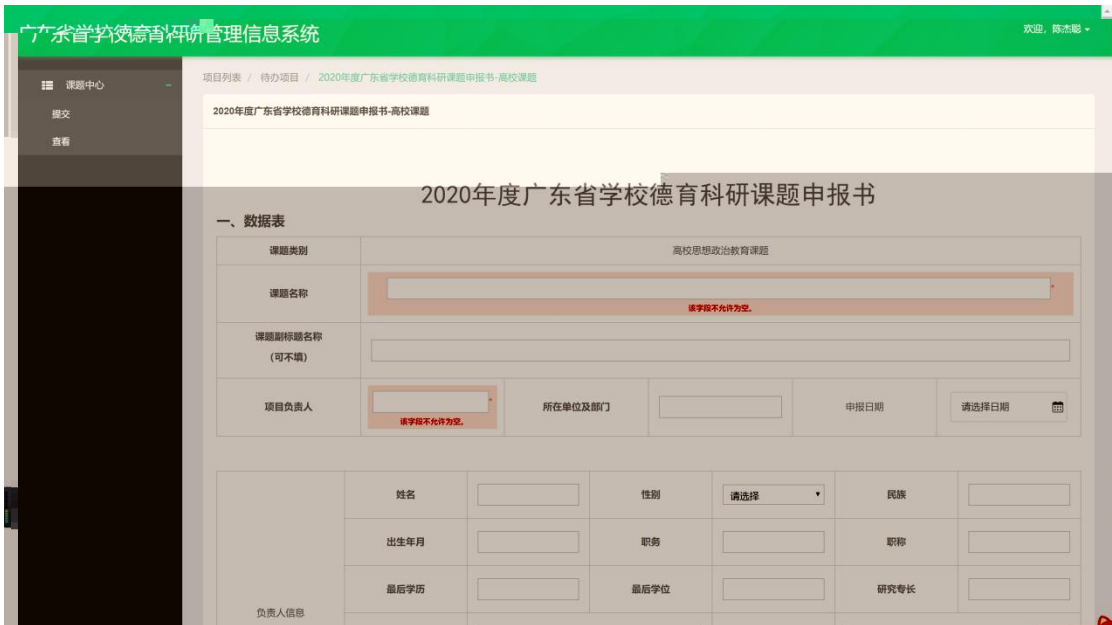 广东省学校德育科研管理信息系统
欢迎, 陈杰聪
课题中心
提交
查看
项目列表 / 待办项目 / 2020年度广东省学校德育科研课题申报书-高校课题
2020年度广东省学校德育科研课题申报书-高校课题
2020年度广东省学校德育科研课题申报书
一、数据表
课题类别 高校思想政治教育课题
课题名称 *
该字段不允许为空。
课题副标题名称
(可不填)
项目负责人 * 所在单位及部门 申报日期 请选择日期
该字段不允许为空。
姓名 性别 请选择 民族
出生年月 职务 职称
最后学历 最后学位 研究专长
负责人信息